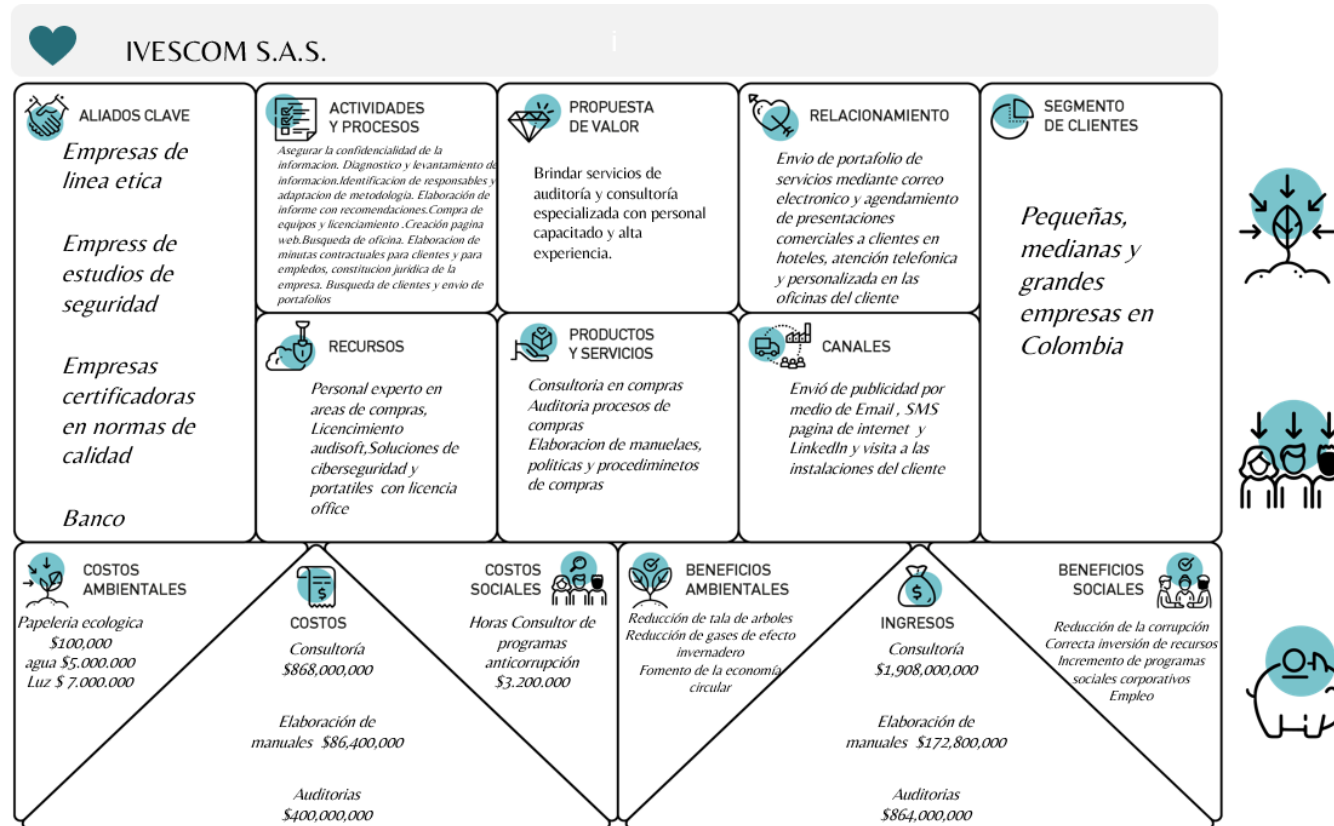 IVESCOM S.A.S.
i
ALIADOS CLAVE
Empresas de
linea etica
Empress de
estudios de
seguridad
Empresas
certificadoras
en normas de
calidad
Banco
ACTIVIDADES
Y PROCESOS
Asegurar la confidencialidad de la
informacion. Diagnostico y levantamiento de
informacion.Identificacion de responsables y
adaptacion de metodologia. Elaboración de
informe con recomendaciones.Compra de
equipos y licenciamiento .Creación pagina
web.Busqueda de oficina. Elaboracion de
minutas contractuales para clientes y para
empledos, constitucion juridica de la
empresa. Busqueda de clientes y envio de
portafolios
RECURSOS
Personal experto en
areas de compras,
Licencimiento
audisoft,Soluciones de
ciberseguridad y
portatiles con licencia
office
PROPUESTA
DE VALOR
Brindar servicios de
auditoría y consultoría
especializada con personal
capacitado y alta
experiencia.
PRODUCTOS
Y SERVICIOS
Consultoria en compras
Auditoria procesos de
compras
Elaboracion de manuelaes,
politicas y procediminetos
de compras
RELACIONAMIENTO
Envio de portafolio de
servicios mediante correo
electronico y agendamiento
de presentaciones
comerciales a clientes en
hoteles, atención telefonica
y personalizada en las
oficinas del cliente
CANALES
Envió de publicidad por
medio de Email , SMS
pagina de internet y
LinkedIn y visita a las
instalaciones del cliente
SEGMENTO
DE CLIENTES
Pequeñas,
medianas y
grandes
empresas en
Colombia
COSTOS
AMBIENTALES
Papeleria ecologica
$100,000
agua $5.000.000
Luz $ 7.000.000
COSTOS
Consultoría
$868,000,000
Elaboración de
manuales $86,400,000
Auditorias
$400,000,000
COSTOS
SOCIALES
Horas Consultor de
programas
anticorrupción
$3.200.000
BENEFICIOS
AMBIENTALES
Reducción de tala de arboles
Reducción de gases de efecto
invernadero
Fomento de la economía
circular
INGRESOS
Consultoría
$1,908,000,000
Elaboración de
manuales $172,800,000
Auditorias
$864,000,000
BENEFICIOS
SOCIALES
Reducción de la corrupción
Correcta inversión de recursos
Incremento de programas
sociales corporativos
Empleo